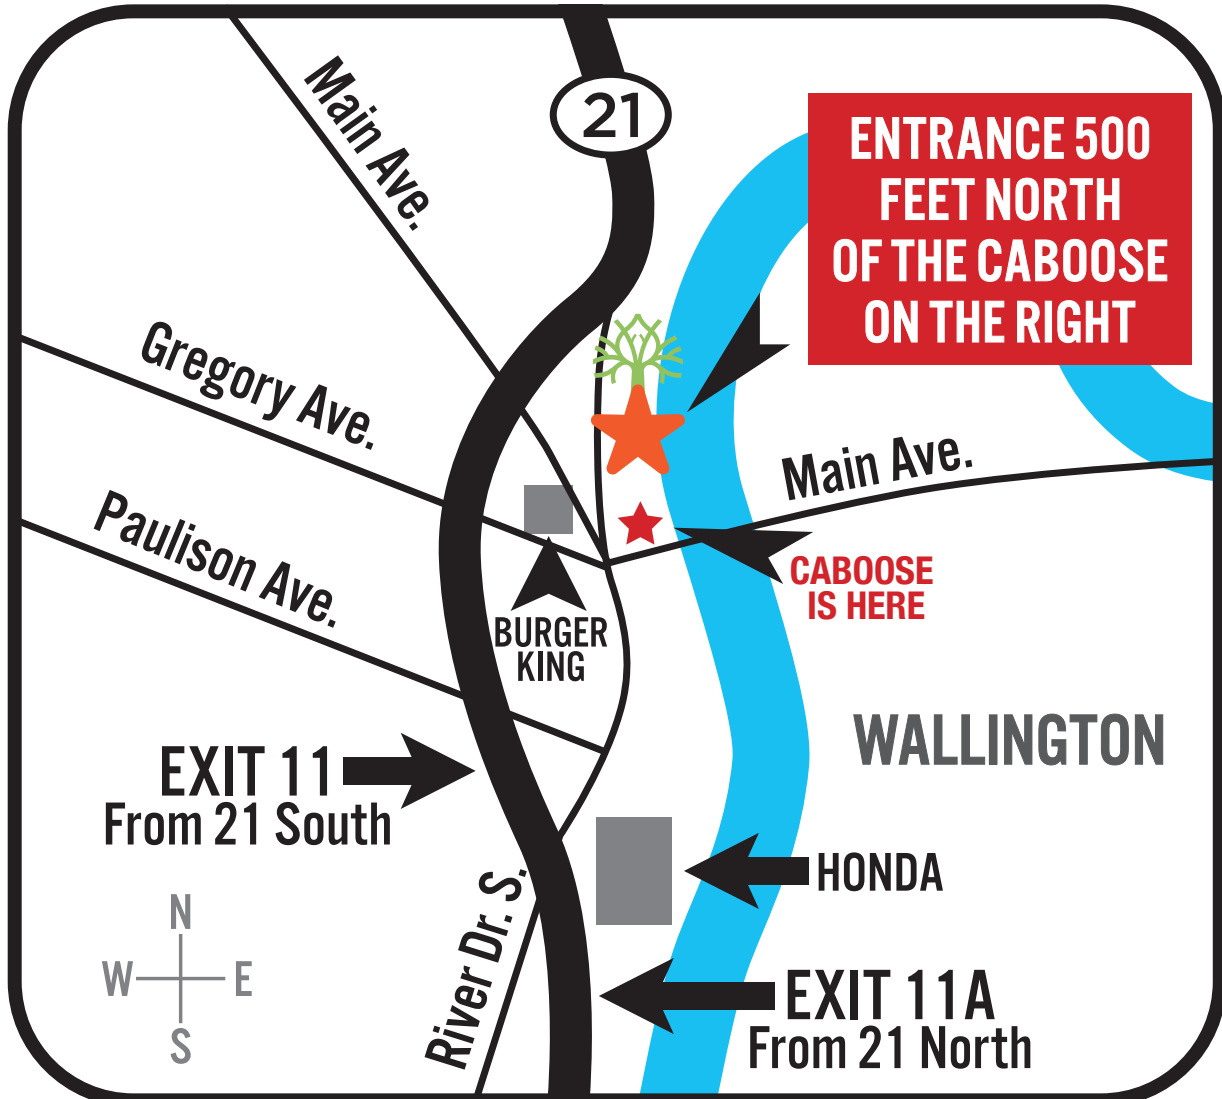 Main Ave.
21
ENTRANCE 500
FEET NORTH
OF THE CABOOSE
ON THE RIGHT
Gregory Ave.
Main Ave.
Paulison Ave.
CABOOSE
IS HERE
BURGER
KING
WALLINGTON
EXIT 11
From 21 South
HONDA
River Dr. S.
N
W E
S
EXIT 11A
From 21 North